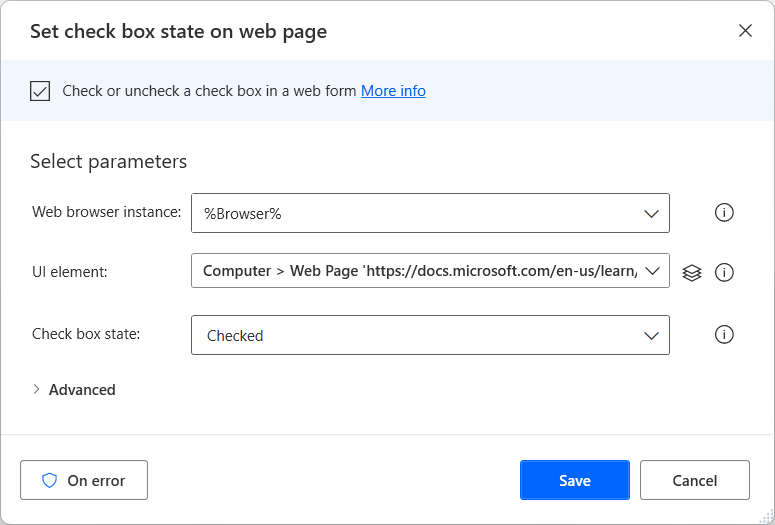 Set check box state on web page
Check or uncheck a check box in a web form More info
Select parameters
Web browser instance: %Browser%
UI element: Computer > Web Page 'https://docs.microsoft.com/en-us/learn/
Check box state: Checked
Advanced
On error Save Cancel